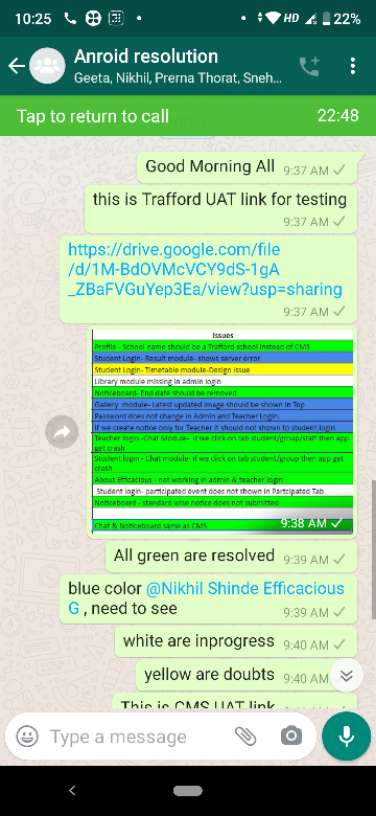 10:25 HD 22%
Anroid resolution
Geeta, Nikhil, Prerna Thorat, Sneh...
Tap to return to call 22:48
Good Morning All 9:37 AM
this is Trafford UAT link for testing
9:37 AM
https://drive.google.com/file
/d/1M-BdOVMcVCY9dS-1gA
_ZBaFVGuYep3Ea/view?usp=sharing
9:37 AM
Issues
Profile - School name should be a Trafford school instead of CMS
Student Login- Result module- shows server error
Student Login- Timetable module-Design issue
Library module missing in admin login
Noticeboard- End date should be removed
Gallery module- Latest updated image should be shown in Top
Password does not change in Admin and Teacher Login.
If we create notice only for Teacher it should not shown to student login
Teacher login -Chat Module- if we click on tab student/group/staff then app
get crash
Student login - Chat module- if we click on tab student/group then app get
crash
About Efficacious - not working in admin & teacher login
Student login- participated event does not shown in Partcipated Tab
Noticeboard - standard wise notice does not submitted
Chat & Noticeboard same as CMS
9:38 AM
All green are resolved 9:39 AM
blue color @Nikhil Shinde Efficacious
G , need to see 9:39 AM
white are inprogress 9:40 AM
yellow are doubts 9:40 AM
This is CMS UAT link
Type a message